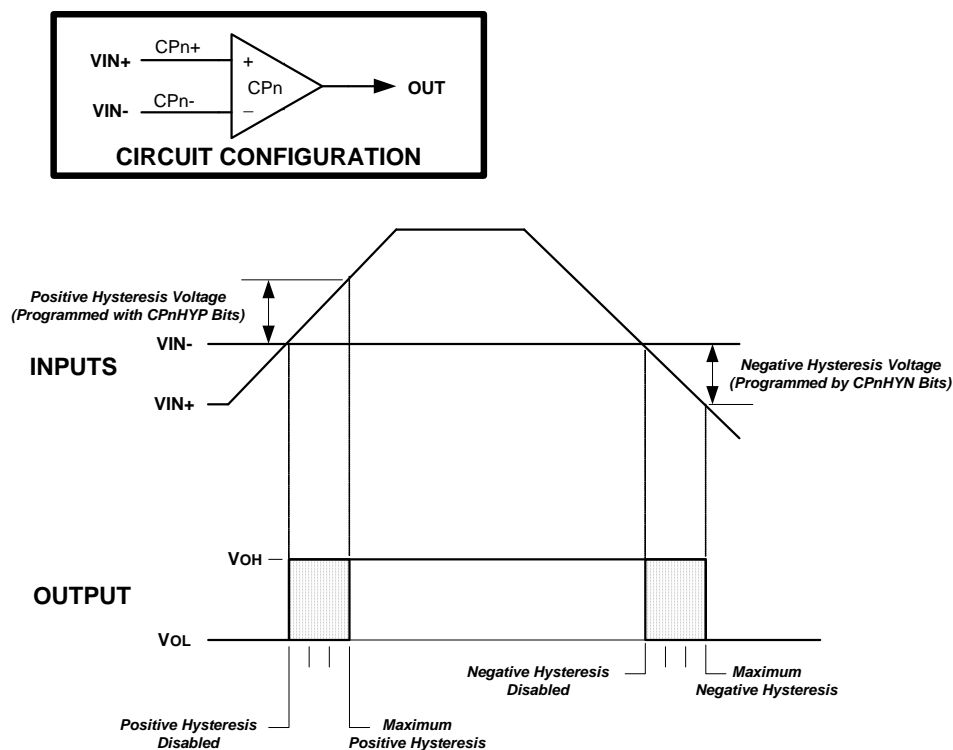 CPn+
VIN+
+
CPn
OUT
CPn-
VIN-
−
CIRCUIT CONFIGURATION
Positive Hysteresis Voltage
(Programmed with CPnHYP Bits)
VIN-
INPUTS
Negative Hysteresis Voltage
(Programmed by CPnHYN Bits)
VIN+
VOH
OUTPUT
VOL
Negative Hysteresis
Disabled
Maximum
Negative Hysteresis
Positive Hysteresis
Disabled
Maximum
Positive Hysteresis